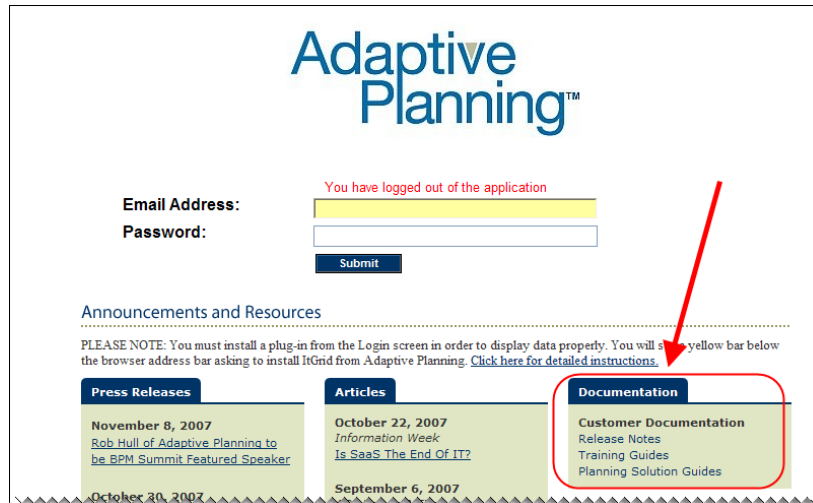 Adaptive
Planning™
You have logged out of the application
Email Address:
Password:
Submit
Announcements and Resources
PLEASE NOTE: You must install a plug-in from the Login screen in order to display data properly. You will yellow bar below
the browser address bar asking to install ItGrid from Adaptive Planning. Click here for detailed instructions.
Press Releases
November 8, 2007
Rob Hull of Adaptive Planning to
be BPM Summit Featured Speaker
October 30, 2007
Articles
October 22, 2007
Information Week
Is SaaS The End Of IT?
September 6, 2007
Documentation
Customer Documentation
Release Notes
Training Guides
Planning Solution Guides